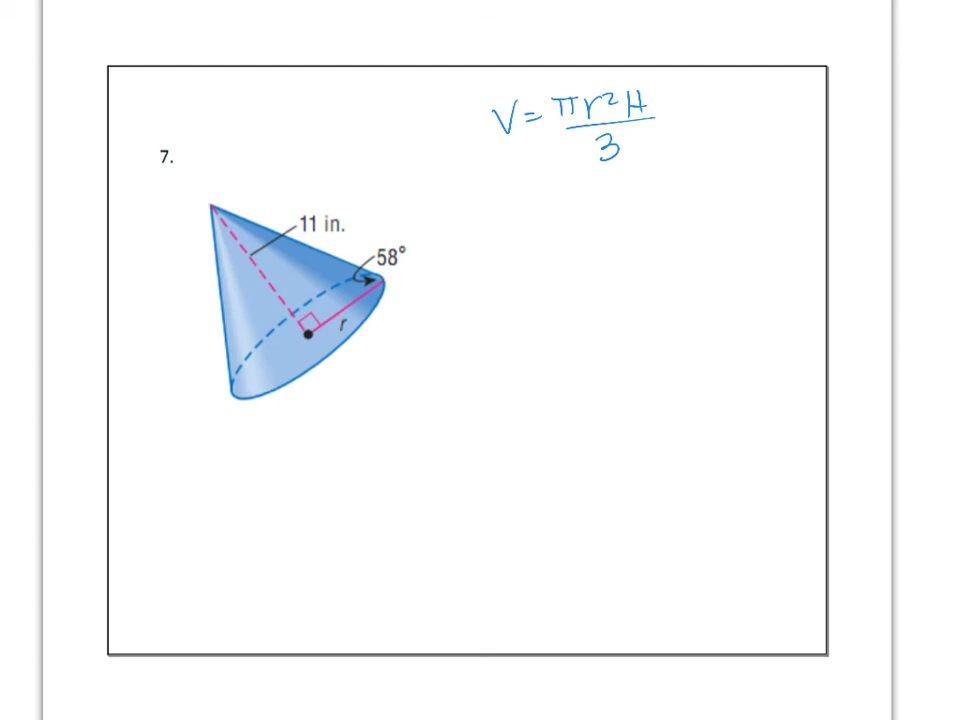 V = πr²H
3
7.
11 in.
58°
r